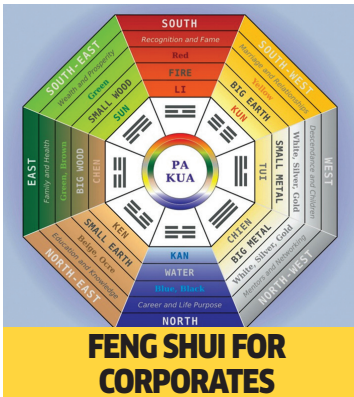 SOUTH
Recognition and Fame
Red
FIRE
LI
SOUTH-WEST
Marriage and Relationships
Yellow
BIG EARTH
KUN
WEST
Descendance and Children
White, Silver, Gold
SMALL METAL
TUI
NORTH-WEST
Mentors and Networking
White, Silver, Gold
BIG METAL
CHIEN
KAN
WATER
Blue, Black
Career and Life Purpose
NORTH
KEN
SMALL EARTH
Beige, Ocre
Education and Knowledge
NORTH-EAST
EAST
Family and Health
Green, Brown
BIG WOOD
CHEN
SOUTH-EAST
Wealth and Prosperity
Green
SMALL WOOD
SUN
PA
KUA
FENG SHUI FOR
CORPORATES